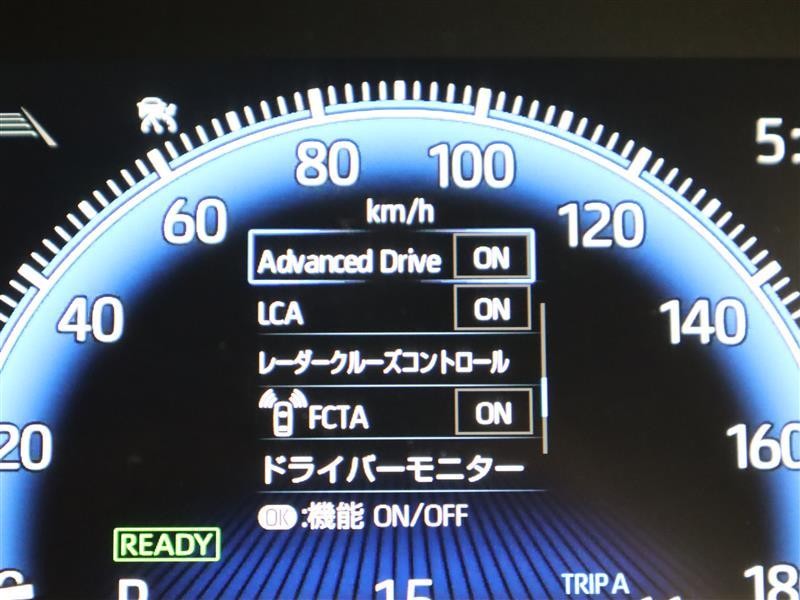 5:
80
100
km/h
60
120
Advanced Drive ON
40
LCA ON
140
レーダークルーズコントロール
FCTA ON
20
160
ドライバーモニター
OK:機能 ON/OFF
READY
180
P
15
TRIP A